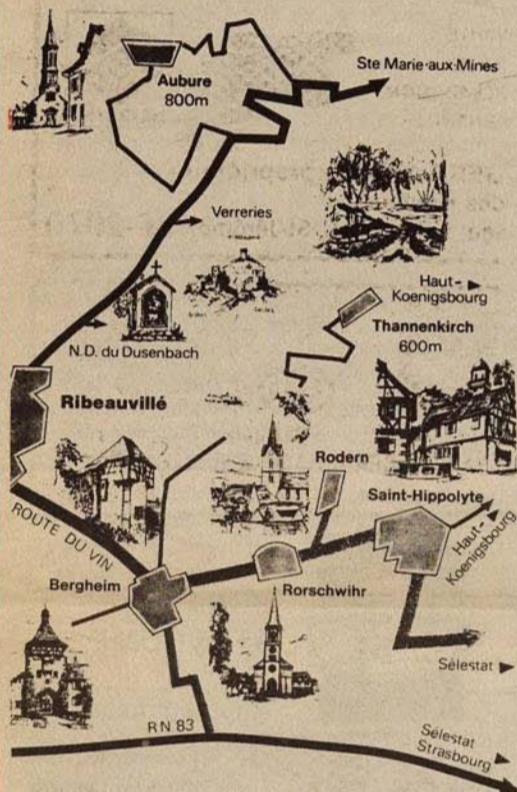 Aubure
800m
Ste Marie-aux-Mines
Verreries
Haut-
Koenigsbourg
N.D. du Dusenbach
Thannenkirch
600m
Ribeauvillé
Rodern
Saint-Hippolyte
ROUTE DU VIN
Haut-
Koenigsbourg
Bergheim
Rorschwihr
Sélestat
RN 83
Sélestat
Strasbourg